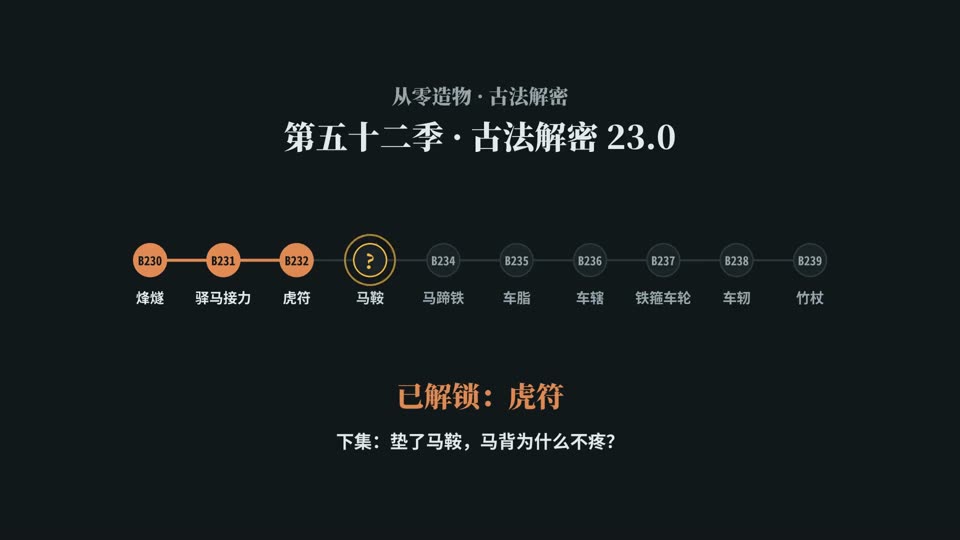 从零造物 · 古法解密
第五十二季 · 古法解密 23.0
B230 B231 B232 ? B234 B235 B236 B237 B238 B239
烽燧 驿马接力 虎符 马鞍 马蹄铁 车脂 车辖 铁箍车轮 车轫 竹杖
已解锁：虎符
下集：垫了马鞍，马背为什么不疼？